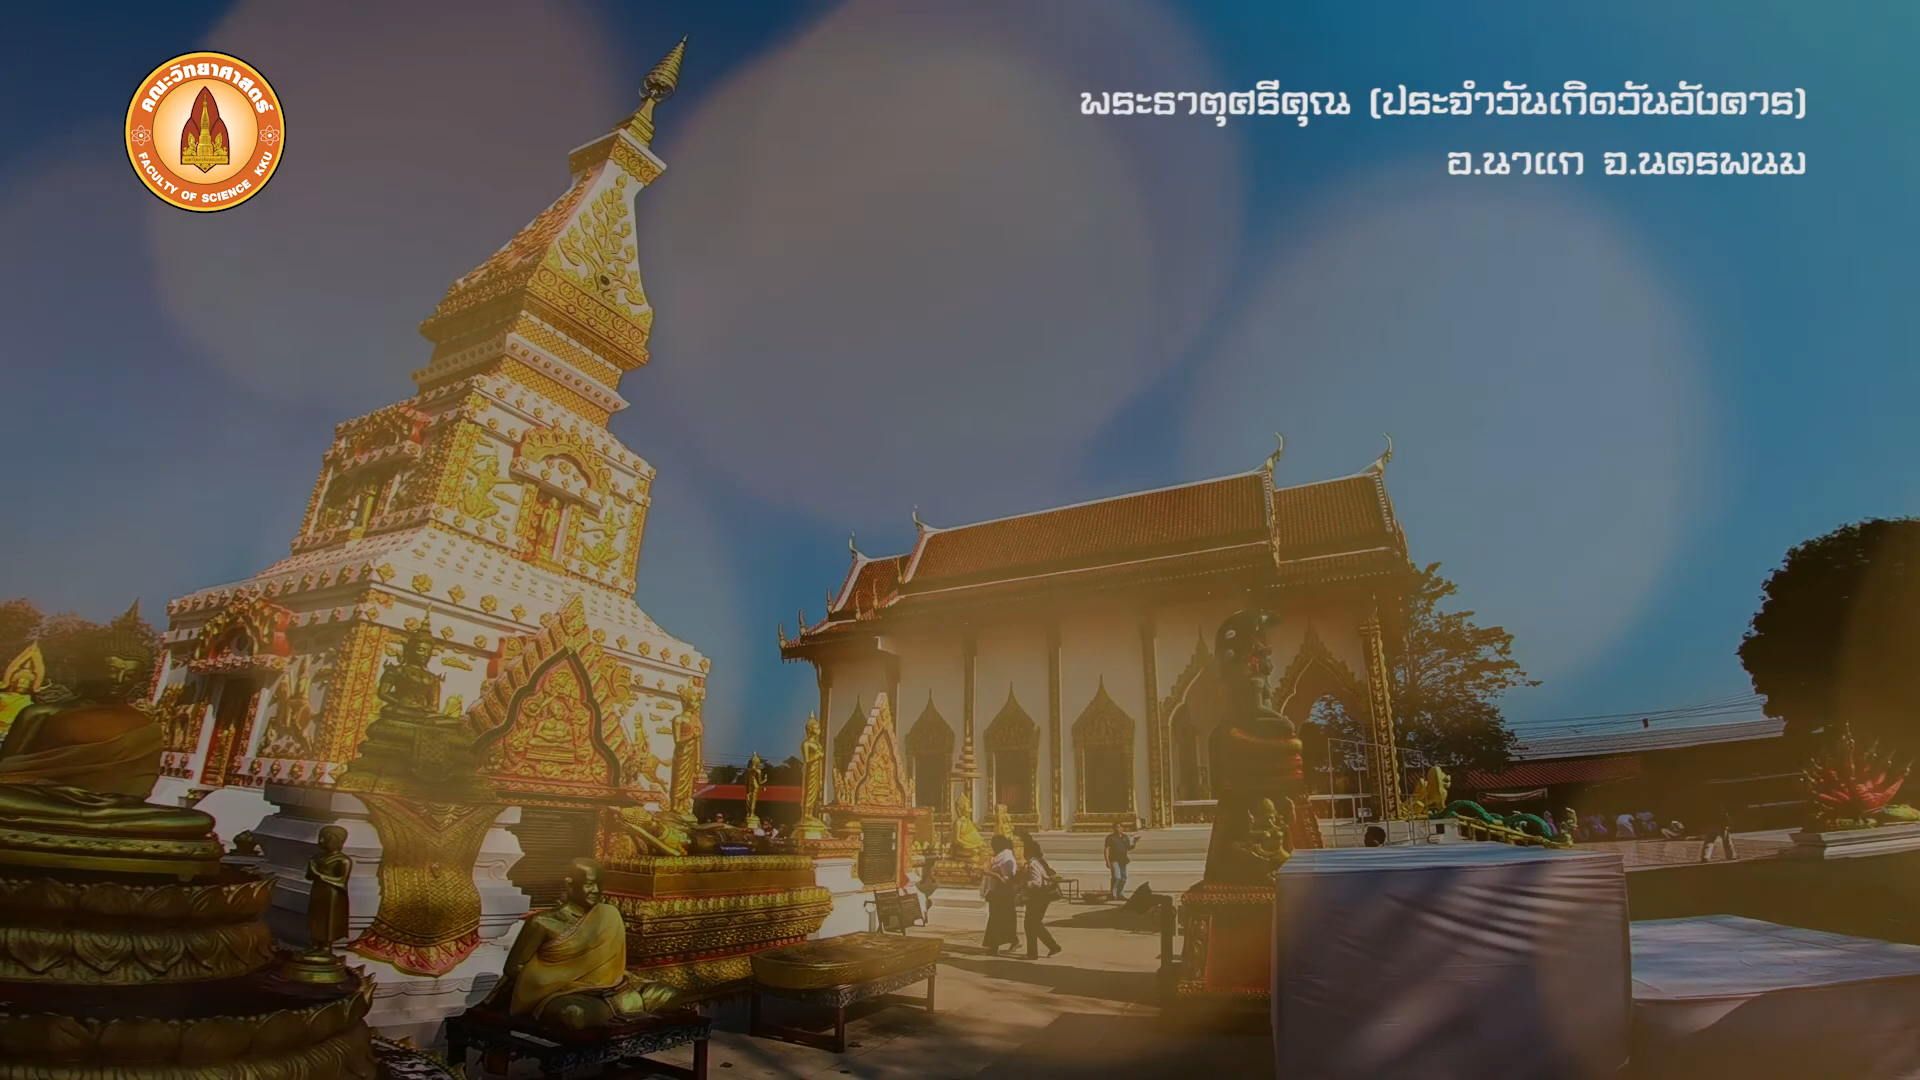 คณะวิทยาศาสตร์
FACULTY OF SCIENCE KKU
พระธาตุศรีคุณ (ประจำวันเกิดวันอังคาร)
อ.นาแก จ.นครพนม